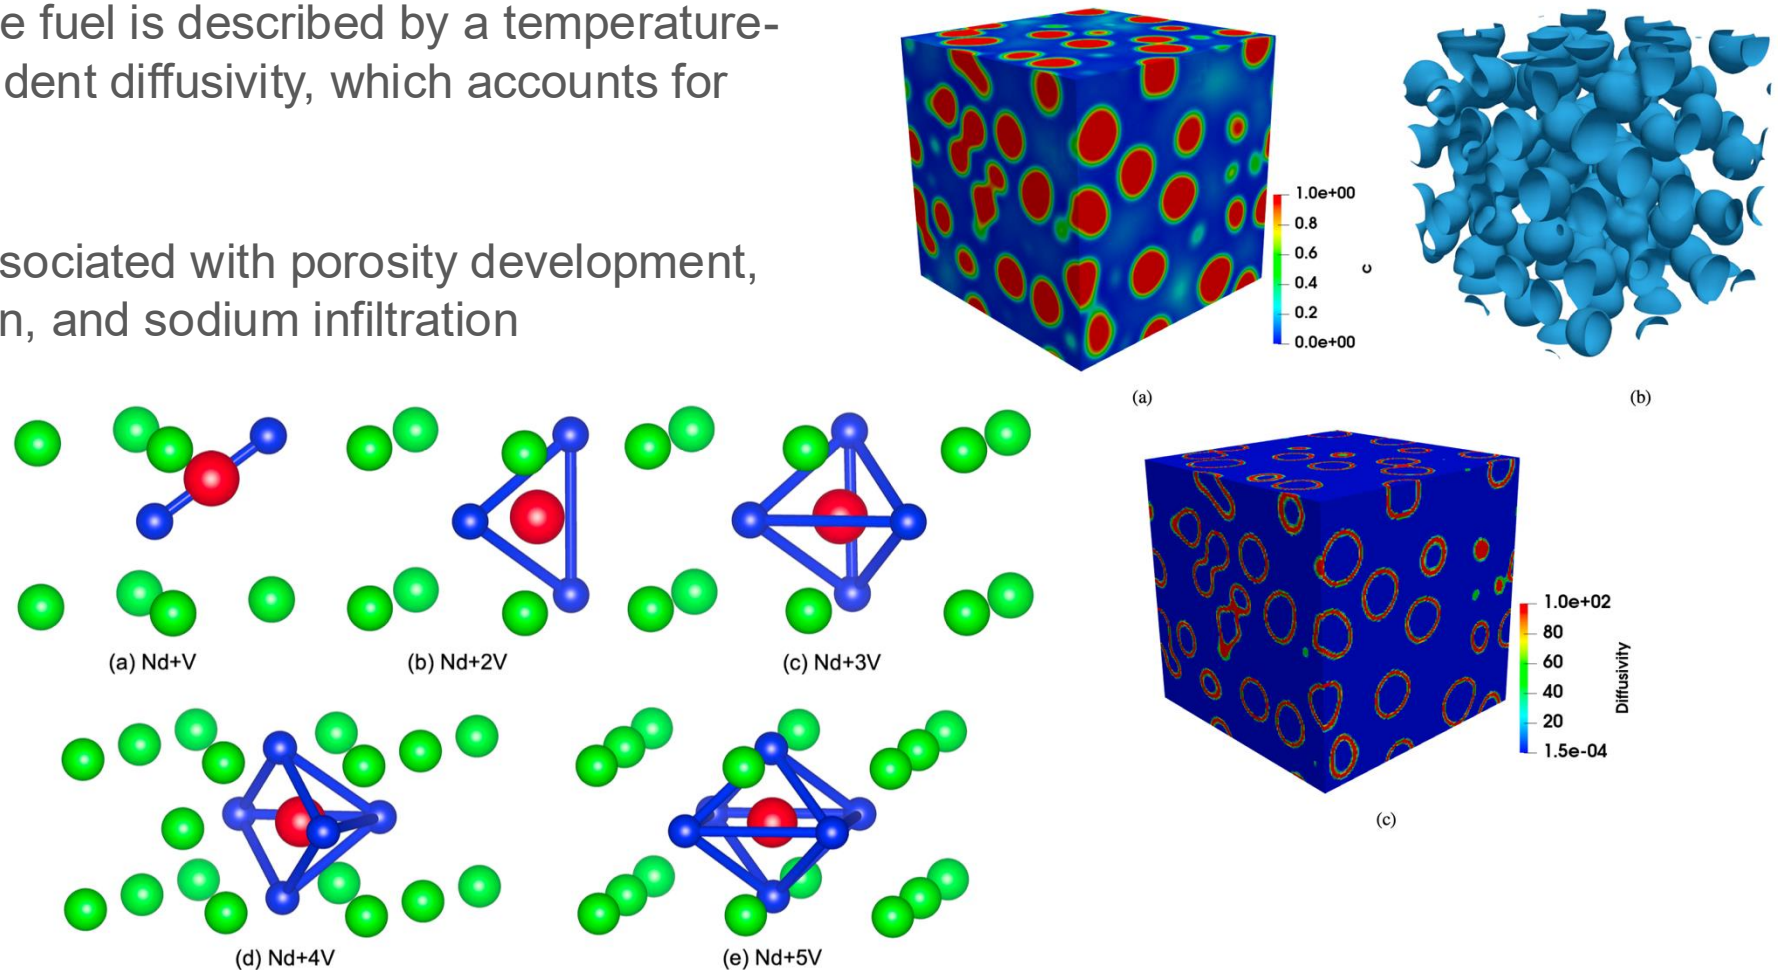 e fuel is described by a temperature-
dent diffusivity, which accounts for
sociated with porosity development,
n, and sodium infiltration
1.0e+00
0.8
0.6
0.4
0.2
0.0e+00
c
(a)
(b)
1.0e+02
80
60
40
20
1.5e-04
Diffusivity
(c)
(a) Nd+V
(b) Nd+2V
(c) Nd+3V
(d) Nd+4V
(e) Nd+5V